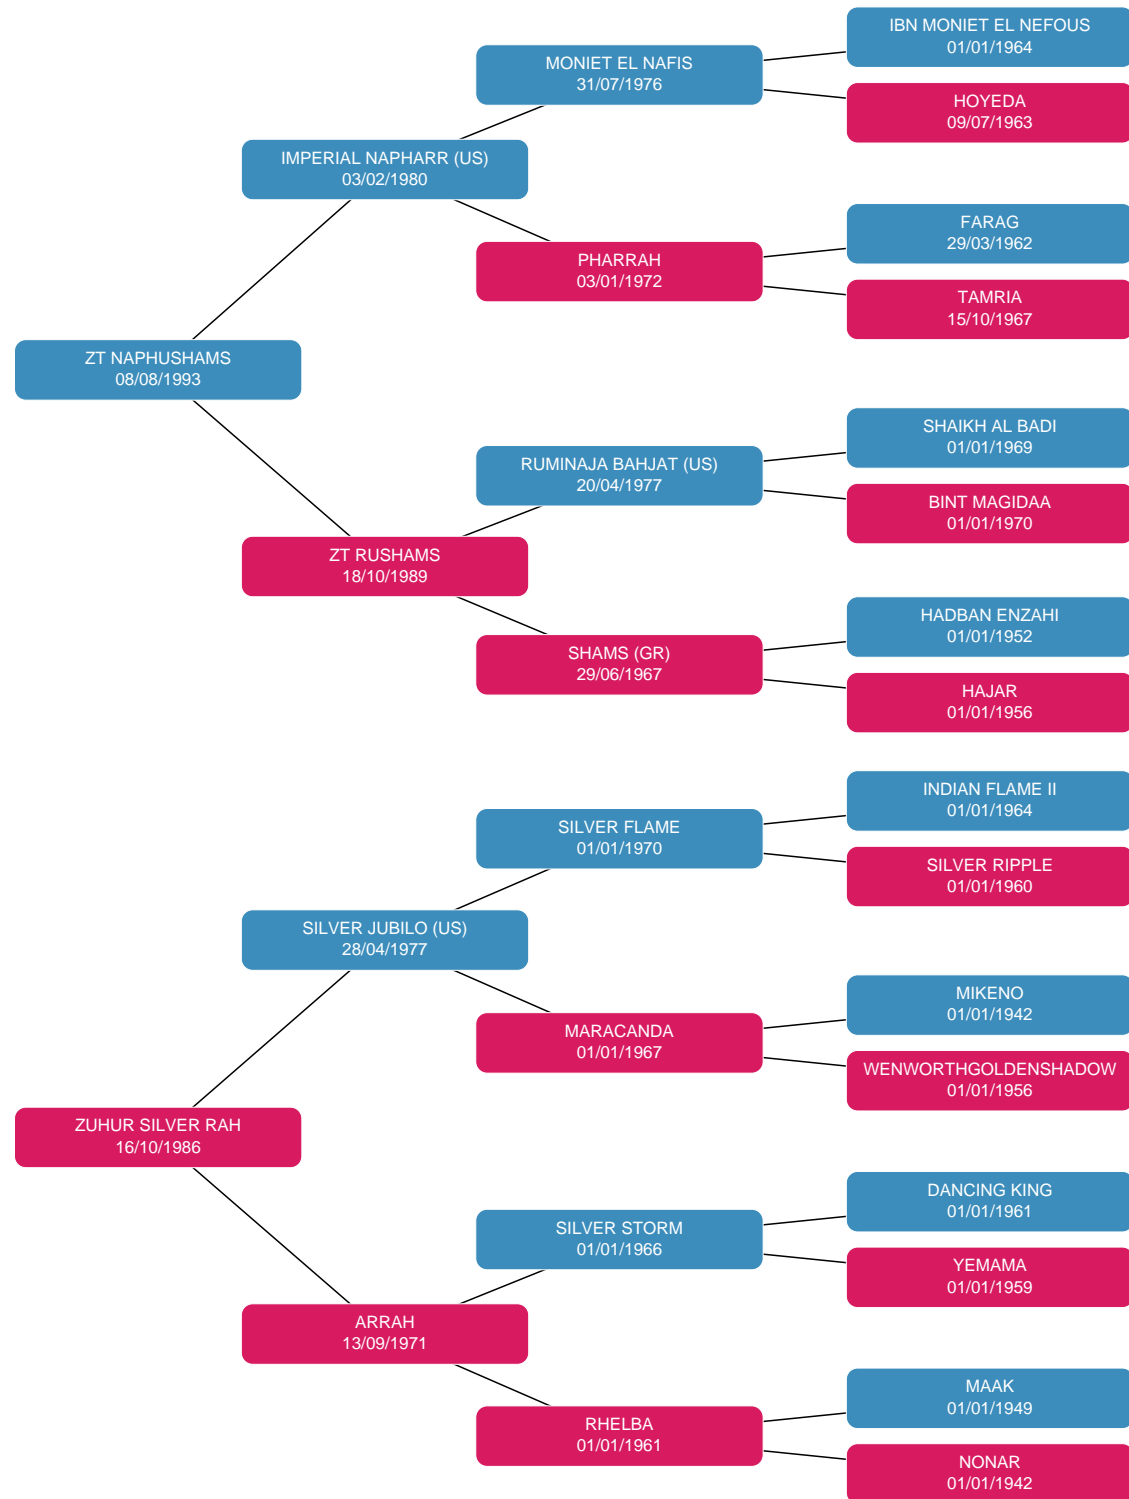 IBN MONIET EL NEFOUS
01/01/1964
MONIET EL NAFIS
31/07/1976
HOYEDA
09/07/1963
IMPERIAL NAPHARR (US)
03/02/1980
FARAG
29/03/1962
PHARRAH
03/01/1972
TAMRIA
15/10/1967
ZT NAPHUSHAMS
08/08/1993
SHAIKH AL BADI
01/01/1969
RUMINAJA BAHJAT (US)
20/04/1977
BINT MAGIDAA
01/01/1970
ZT RUSHAMS
18/10/1989
HADBAN ENZAHI
01/01/1952
SHAMS (GR)
29/06/1967
HAJAR
01/01/1956
INDIAN FLAME II
01/01/1964
SILVER FLAME
01/01/1970
SILVER RIPPLE
01/01/1960
SILVER JUBILO (US)
28/04/1977
MIKENO
01/01/1942
MARACANDA
01/01/1967
WENWORTHGOLDENSHADOW
01/01/1956
ZUHUR SILVER RAH
16/10/1986
DANCING KING
01/01/1961
SILVER STORM
01/01/1966
YEMAMA
01/01/1959
ARRAH
13/09/1971
MAAK
01/01/1949
RHELBA
01/01/1961
NONAR
01/01/1942